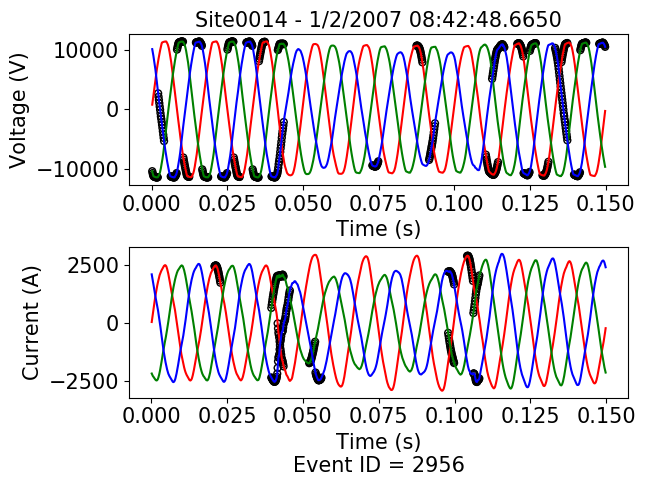 Site0014 - 1/2/2007 08:42:48.6650
Voltage (V)
10000
0
−10000
0.000 0.025 0.050 0.075 0.100 0.125 0.150
Time (s)
Current (A)
2500
0
−2500
0.000 0.025 0.050 0.075 0.100 0.125 0.150
Time (s)
Event ID = 2956